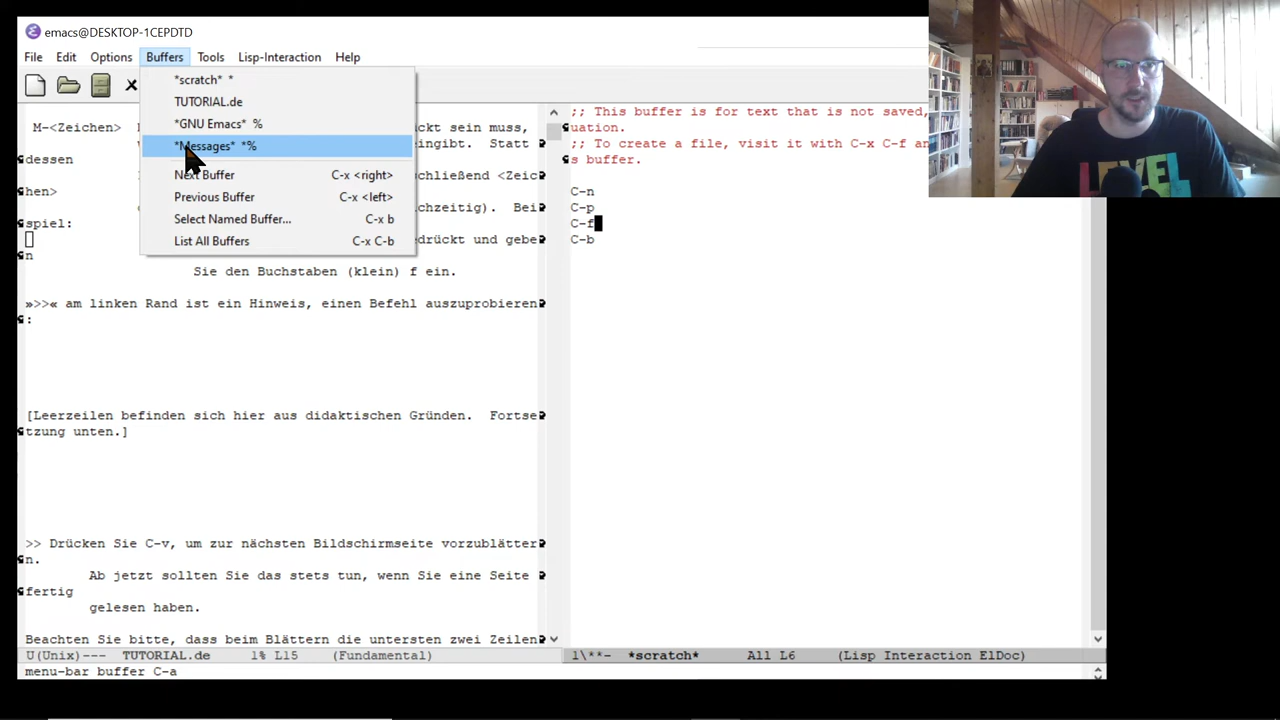 emacs@DESKTOP-1CEPDTD
File Edit Options Buffers Tools Lisp-Interaction Help
*scratch* *
TUTORIAL.de
*GNU Emacs* %
*Messages* *%
Next Buffer C-x <right>
Previous Buffer C-x <left>
Select Named Buffer... C-x b
List All Buffers C-x C-b
M-<Zeichen> ückt sein muss,
eingibt. Statt
dessen
schließend <Zeic
hen>
chzeitig). Bei
spiel:
edrückt und gebe
n
Sie den Buchstaben (klein) f ein.
»>>« am linken Rand ist ein Hinweis, einen Befehl auszuprobieren
:
[Leerzeilen befinden sich hier aus didaktischen Gründen. Fortse
tzung unten.]
>> Drücken Sie C-v, um zur nächsten Bildschirmseite vorzublätter
n.
Ab jetzt sollten Sie das stets tun, wenn Sie eine Seite
fertig
gelesen haben.
Beachten Sie bitte, dass beim Blättern die untersten zwei Zeilen
U(Unix)--- TUTORIAL.de 1% L15 (Fundamental)
;; This buffer is for text that is not saved,
uation.
;; To create a file, visit it with C-x C-f an
s buffer.
C-n
C-p
C-f
C-b
1\**- *scratch* All L6 (Lisp Interaction ElDoc)
menu-bar buffer C-a
LEVEL